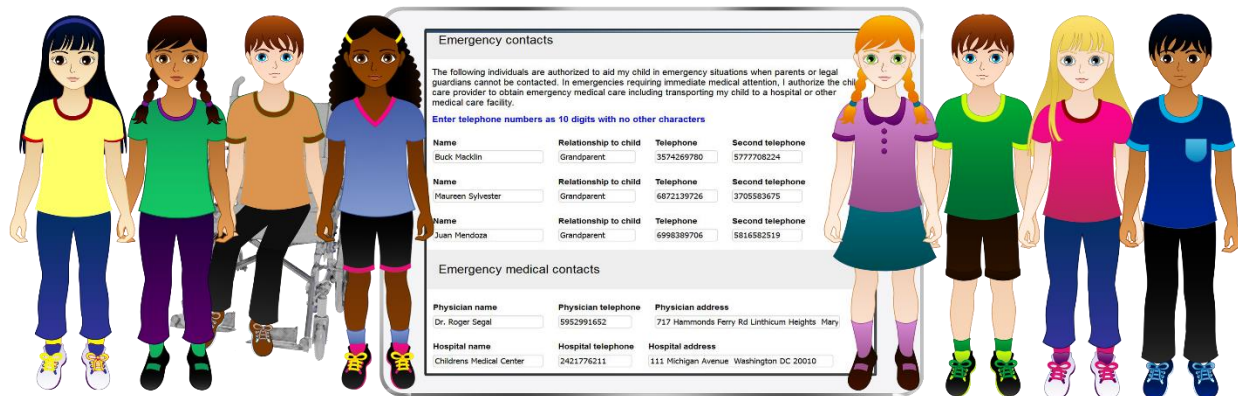 Emergency contacts
The following individuals are authorized to aid my child in emergency situations when parents or legal
guardians cannot be contacted. In emergencies requiring immediate medical attention, I authorize the chil
care provider to obtain emergency medical care including transporting my child to a hospital or other
medical care facility.
Enter telephone numbers as 10 digits with no other characters
Name Relationship to child Telephone Second telephone
Buck Macklin Grandparent 3574269780 5777708224
Name Relationship to child Telephone Second telephone
Maureen Sylvester Grandparent 6872139726 3705583675
Name Relationship to child Telephone Second telephone
Juan Mendoza Grandparent 6998389706 5816582519
Emergency medical contacts
Physician name Physician telephone Physician address
Dr. Roger Segal 5952991652 717 Hammonds Ferry Rd Linthicum Heights Mary
Hospital name Hospital telephone Hospital address
Childrens Medical Center 2421776211 111 Michigan Avenue Washington DC 20010